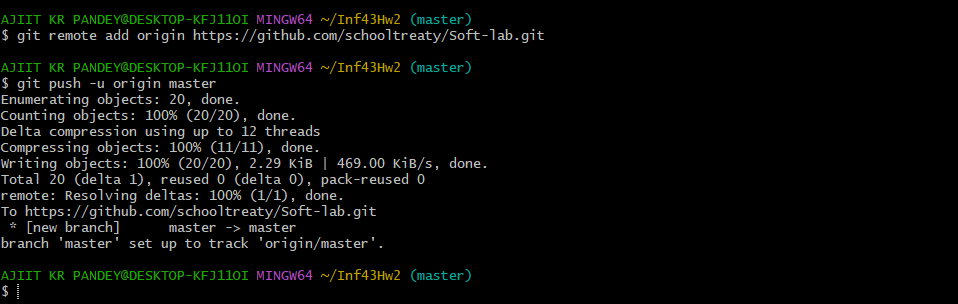 AJIIT KR PANDEY@DESKTOP-KFJ11OI MINGW64 ~/Inf43Hw2 (master)
$ git remote add origin https://github.com/schooltreaty/Soft-lab.git
AJIIT KR PANDEY@DESKTOP-KFJ11OI MINGW64 ~/Inf43Hw2 (master)
$ git push -u origin master
Enumerating objects: 20, done.
Counting objects: 100% (20/20), done.
Delta compression using up to 12 threads
Compressing objects: 100% (11/11), done.
Writing objects: 100% (20/20), 2.29 KiB | 469.00 KiB/s, done.
Total 20 (delta 1), reused 0 (delta 0), pack-reused 0
remote: Resolving deltas: 100% (1/1), done.
To https://github.com/schooltreaty/Soft-lab.git
 * [new branch]      master -> master
branch 'master' set up to track 'origin/master'.
AJIIT KR PANDEY@DESKTOP-KFJ11OI MINGW64 ~/Inf43Hw2 (master)
$